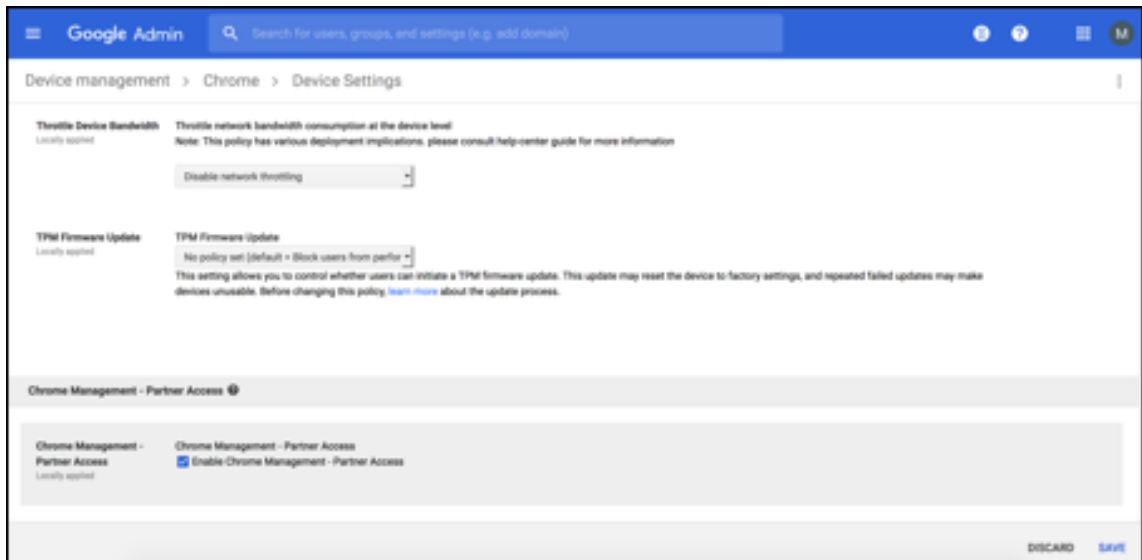 Google Admin
Search for users, groups, and settings (e.g. add domain)
M
Device management > Chrome > Device Settings
Throttle Device Bandwidth
Locally applied
Throttle network bandwidth consumption at the device level
Note: This policy has various deployment implications. please consult help-center guide for more information
Disable network throttling
TPM Firmware Update
Locally applied
TPM Firmware Update
No policy set (default = Block users from perfor
This setting allows you to control whether users can initiate a TPM firmware update. This update may reset the device to factory settings, and repeated failed updates may make
devices unusable. Before changing this policy, learn more about the update process.
Chrome Management - Partner Access ?
Chrome Management -
Partner Access
Locally applied
Chrome Management - Partner Access
Enable Chrome Management - Partner Access
DISCARD SAVE